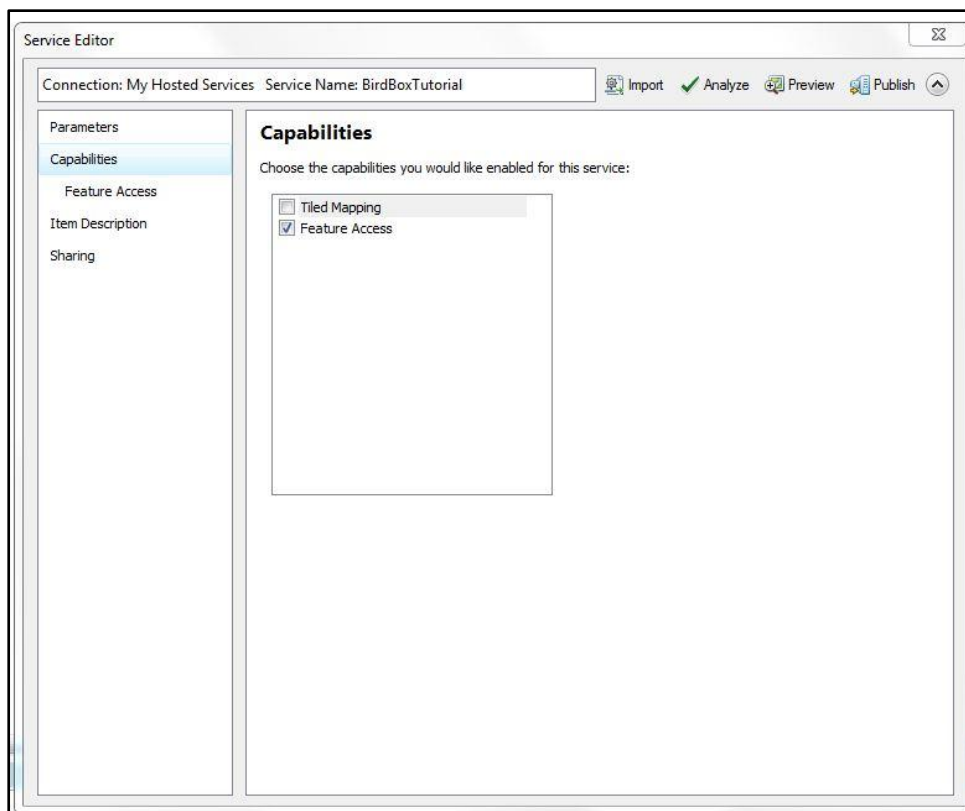 Service Editor
Connection: My Hosted Services Service Name: BirdBoxTutorial Import Analyze Preview Publish
Parameters
Capabilities
Feature Access
Item Description
Sharing
Capabilities
Choose the capabilities you would like enabled for this service:
Tiled Mapping
Feature Access